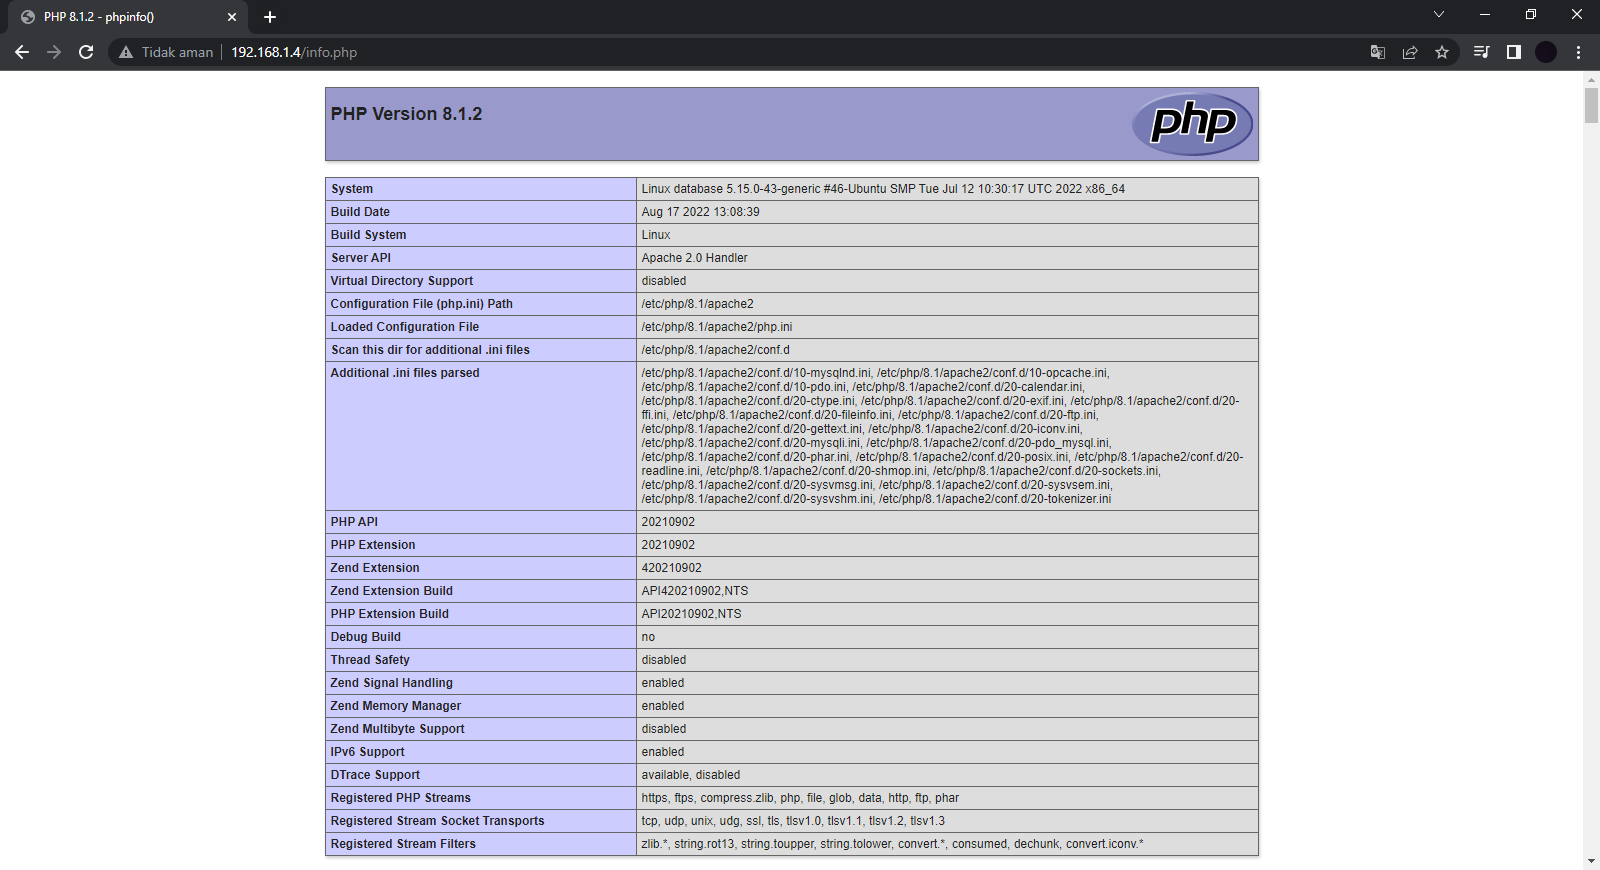 PHP 8.1.2 - phpinfo()
Tidak aman 192.168.1.4/info.php
PHP Version 8.1.2
php
System Linux database 5.15.0-43-generic #46-Ubuntu SMP Tue Jul 12 10:30:17 UTC 2022 x86_64
Build Date Aug 17 2022 13:08:39
Build System Linux
Server API Apache 2.0 Handler
Virtual Directory Support disabled
Configuration File (php.ini) Path /etc/php/8.1/apache2
Loaded Configuration File /etc/php/8.1/apache2/php.ini
Scan this dir for additional .ini files /etc/php/8.1/apache2/conf.d
Additional .ini files parsed /etc/php/8.1/apache2/conf.d/10-mysqlnd.ini, /etc/php/8.1/apache2/conf.d/10-opcache.ini,
/etc/php/8.1/apache2/conf.d/10-pdo.ini, /etc/php/8.1/apache2/conf.d/20-calendar.ini,
/etc/php/8.1/apache2/conf.d/20-ctype.ini, /etc/php/8.1/apache2/conf.d/20-exif.ini, /etc/php/8.1/apache2/conf.d/20-
ffi.ini, /etc/php/8.1/apache2/conf.d/20-fileinfo.ini, /etc/php/8.1/apache2/conf.d/20-ftp.ini,
/etc/php/8.1/apache2/conf.d/20-gettext.ini, /etc/php/8.1/apache2/conf.d/20-iconv.ini,
/etc/php/8.1/apache2/conf.d/20-mysqli.ini, /etc/php/8.1/apache2/conf.d/20-pdo_mysql.ini,
/etc/php/8.1/apache2/conf.d/20-phar.ini, /etc/php/8.1/apache2/conf.d/20-posix.ini, /etc/php/8.1/apache2/conf.d/20-
readline.ini, /etc/php/8.1/apache2/conf.d/20-shmop.ini, /etc/php/8.1/apache2/conf.d/20-sockets.ini,
/etc/php/8.1/apache2/conf.d/20-sysvmsg.ini, /etc/php/8.1/apache2/conf.d/20-sysvsem.ini,
/etc/php/8.1/apache2/conf.d/20-sysvshm.ini, /etc/php/8.1/apache2/conf.d/20-tokenizer.ini
PHP API 20210902
PHP Extension 20210902
Zend Extension 420210902
Zend Extension Build API420210902,NTS
PHP Extension Build API20210902,NTS
Debug Build no
Thread Safety disabled
Zend Signal Handling enabled
Zend Memory Manager enabled
Zend Multibyte Support disabled
IPv6 Support enabled
DTrace Support available, disabled
Registered PHP Streams https, ftps, compress.zlib, php, file, glob, data, http, ftp, phar
Registered Stream Socket Transports tcp, udp, unix, udg, ssl, tls, tlsv1.0, tlsv1.1, tlsv1.2, tlsv1.3
Registered Stream Filters zlib.*, string.rot13, string.toupper, string.tolower, convert.*, consumed, dechunk, convert.iconv.*